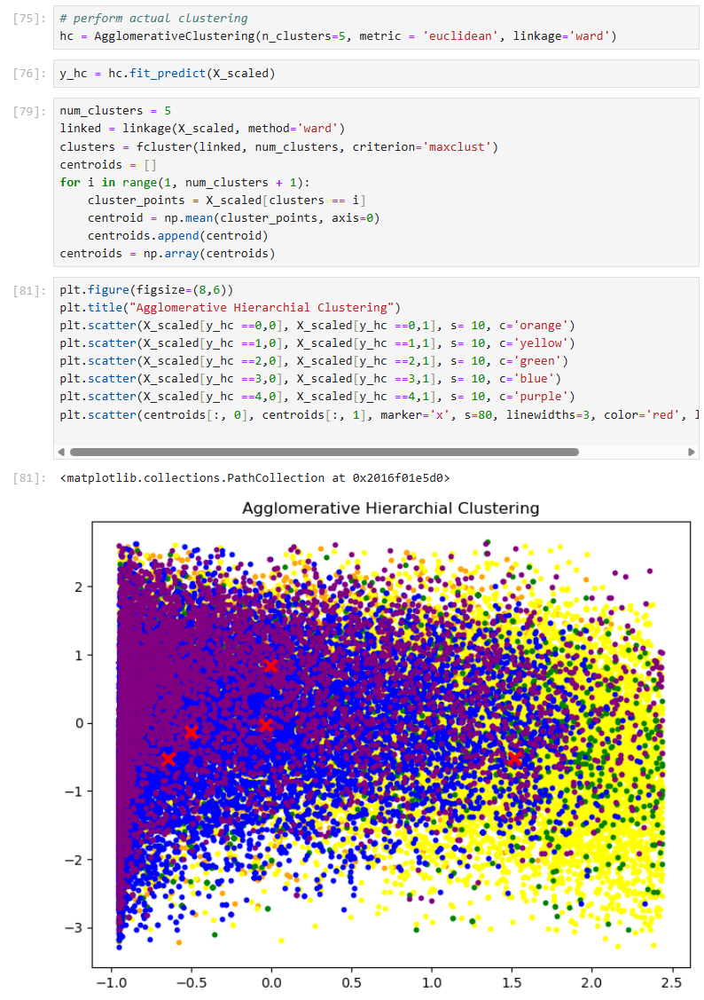 [75]: # perform actual clustering
hc = AgglomerativeClustering(n_clusters=5, metric = 'euclidean', linkage='ward')
[76]: y_hc = hc.fit_predict(X_scaled)
[79]: num_clusters = 5
linked = linkage(X_scaled, method='ward')
clusters = fcluster(linked, num_clusters, criterion='maxclust')
centroids = []
for i in range(1, num_clusters + 1):
    cluster_points = X_scaled[clusters == i]
    centroid = np.mean(cluster_points, axis=0)
    centroids.append(centroid)
centroids = np.array(centroids)
[81]: plt.figure(figsize=(8,6))
plt.title("Agglomerative Hierarchial Clustering")
plt.scatter(X_scaled[y_hc ==0,0], X_scaled[y_hc ==0,1], s= 10, c='orange')
plt.scatter(X_scaled[y_hc ==1,0], X_scaled[y_hc ==1,1], s= 10, c='yellow')
plt.scatter(X_scaled[y_hc ==2,0], X_scaled[y_hc ==2,1], s= 10, c='green')
plt.scatter(X_scaled[y_hc ==3,0], X_scaled[y_hc ==3,1], s= 10, c='blue')
plt.scatter(X_scaled[y_hc ==4,0], X_scaled[y_hc ==4,1], s= 10, c='purple')
plt.scatter(centroids[:, 0], centroids[:, 1], marker='x', s=80, linewidths=3, color='red',
[81]: <matplotlib.collections.PathCollection at 0x2016f01e5d0>
Agglomerative Hierarchial Clustering
2
1
0
−1
−2
−3
−1.0 −0.5 0.0 0.5 1.0 1.5 2.0 2.5